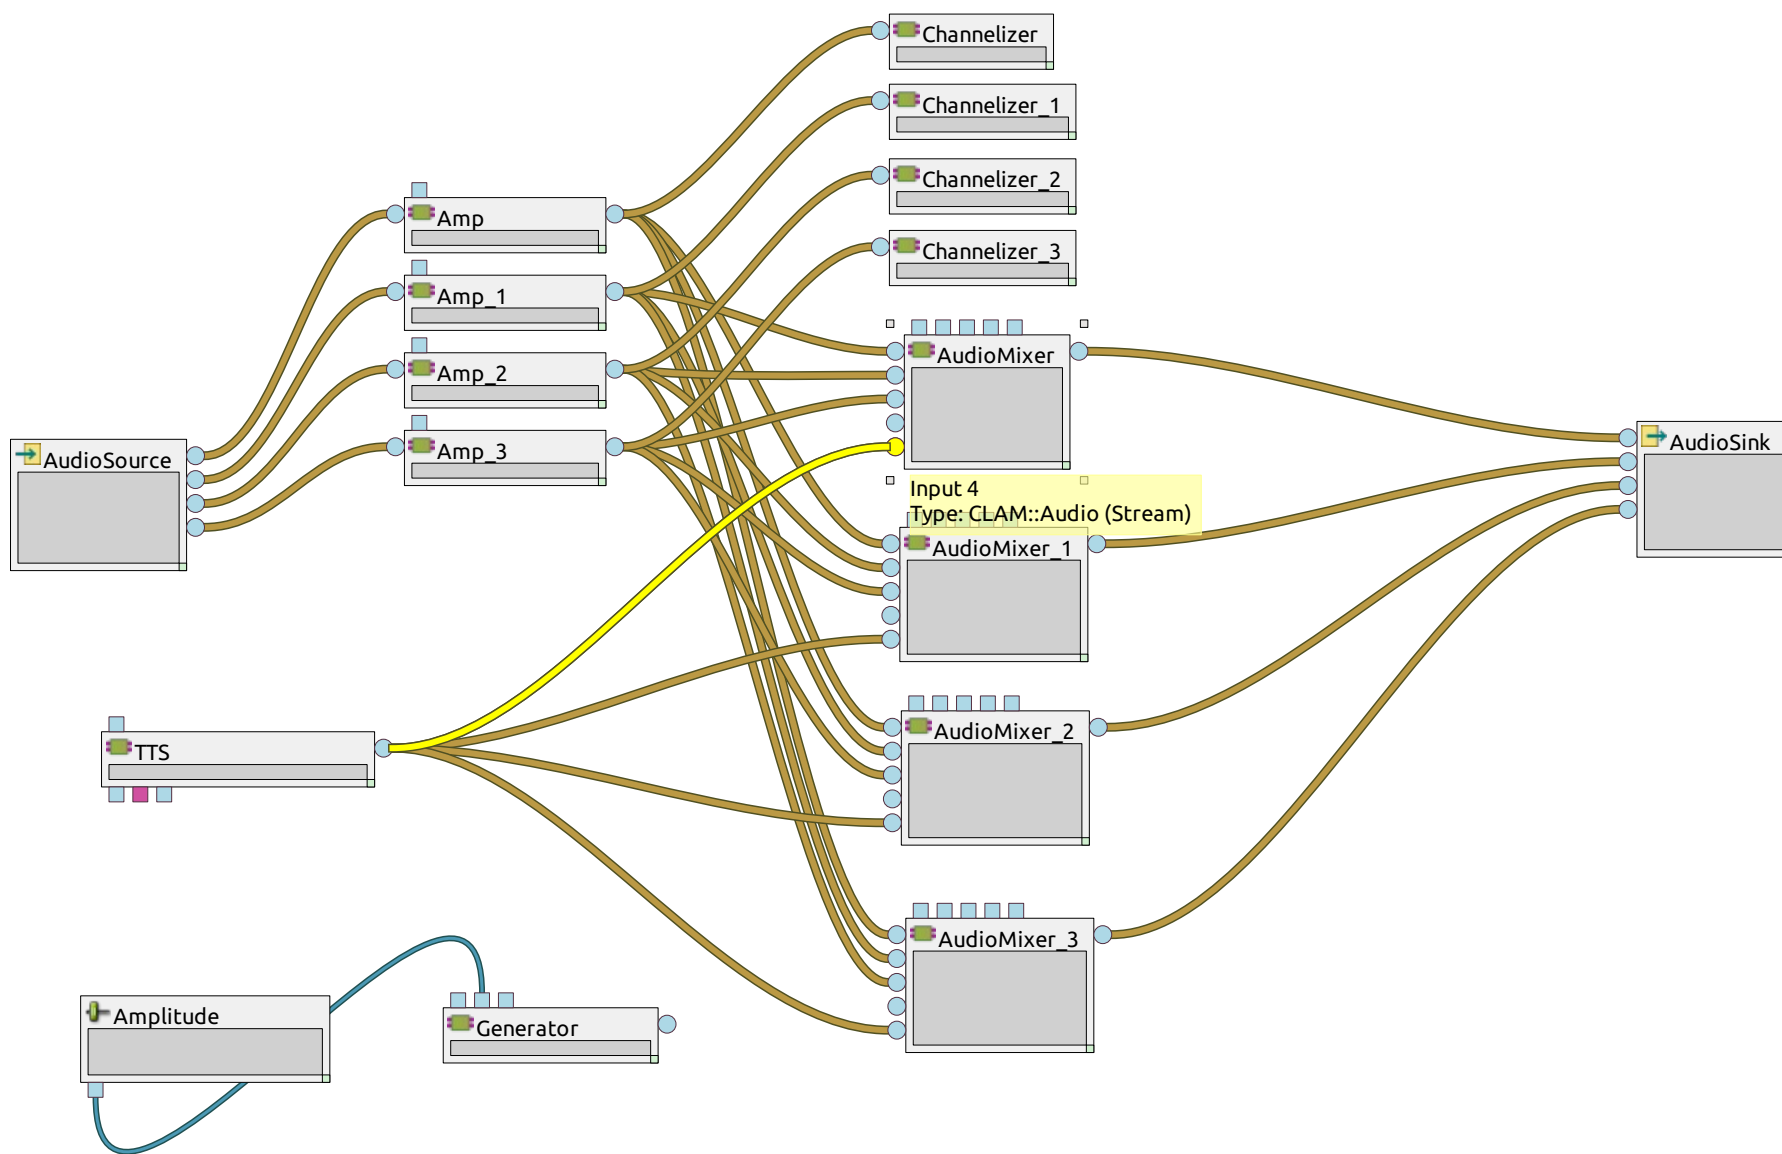 Channelizer
Channelizer_1
Channelizer_2
Channelizer_3
Amp
Amp_1
Amp_2
Amp_3
AudioSource
AudioMixer
AudioSink
Input 4
Type: CLAM::Audio (Stream)
AudioMixer_1
TTS
AudioMixer_2
AudioMixer_3
Amplitude
Generator